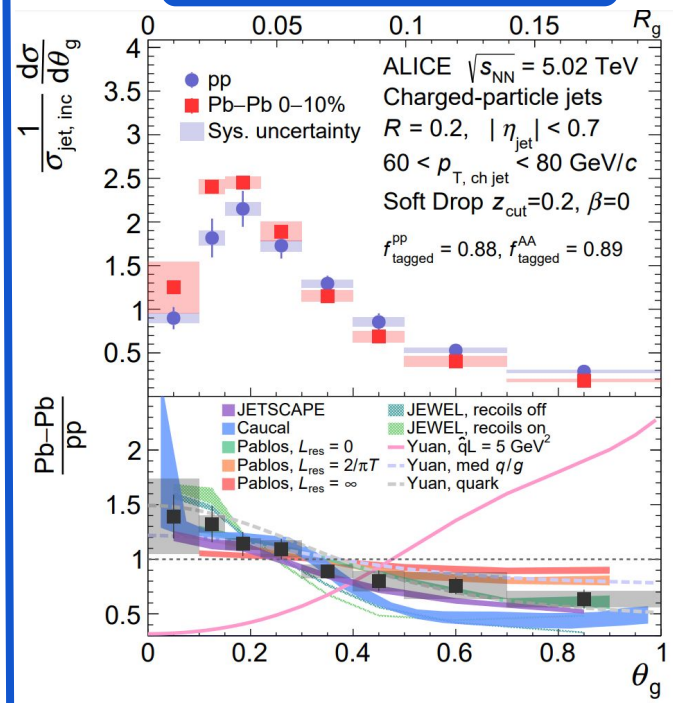 0 0.05 0.1 0.15 R_g
1/σ_jet, inc dσ/dθ_g
4
3.5
3
2.5
2
1.5
1
0.5
pp
Pb–Pb 0–10%
Sys. uncertainty
ALICE √s_NN = 5.02 TeV
Charged-particle jets
R = 0.2, | η_jet | < 0.7
60 < p_T, ch jet < 80 GeV/c
Soft Drop z_cut=0.2, β=0
f^pp_tagged = 0.88, f^AA_tagged = 0.89
Pb–Pb
pp
2
1.5
1
0.5
JETSCAPE
Caucal
Pablos, L_res = 0
Pablos, L_res = 2/πT
Pablos, L_res = ∞
JEWEL, recoils off
JEWEL, recoils on
Yuan, q̂L = 5 GeV²
Yuan, med q/g
Yuan, quark
0 0.2 0.4 0.6 0.8 1
θ_g